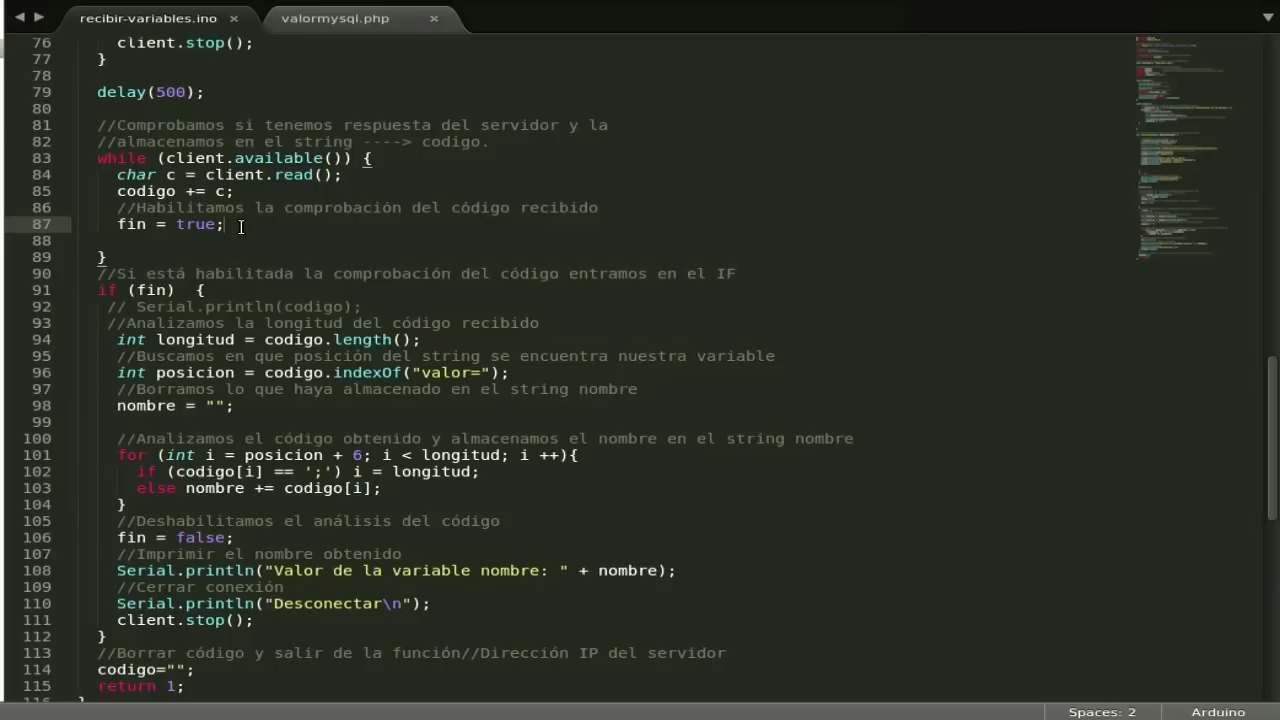 recibir-variables.ino × valormysql.php ×
76 client.stop();
77 }
78
79 delay(500);
80
81 //Comprobamos si tenemos respuesta del servidor y la
82 //almacenamos en el string ----> codigo.
83 while (client.available()) {
84 char c = client.read();
85 codigo += c;
86 //Habilitamos la comprobación del código recibido
87 fin = true;
88
89 }
90 //Si está habilitada la comprobación del código entramos en el IF
91 if (fin)  {
92 // Serial.println(codigo);
93 //Analizamos la longitud del código recibido
94 int longitud = codigo.length();
95 //Buscamos en que posición del string se encuentra nuestra variable
96 int posicion = codigo.indexOf("valor=");
97 //Borramos lo que haya almacenado en el string nombre
98 nombre = "";
99
100 //Analizamos el código obtenido y almacenamos el nombre en el string nombre
101 for (int i = posicion + 6; i < longitud; i ++){
102 if (codigo[i] == ';') i = longitud;
103 else nombre += codigo[i];
104 }
105 //Deshabilitamos el análisis del código
106 fin = false;
107 //Imprimir el nombre obtenido
108 Serial.println("Valor de la variable nombre: " + nombre);
109 //Cerrar conexión
110 Serial.println("Desconectar\n");
111 client.stop();
112 }
113 //Borrar código y salir de la función//Dirección IP del servidor
114 codigo="";
115 return 1;
116 }
Spaces: 2 Arduino